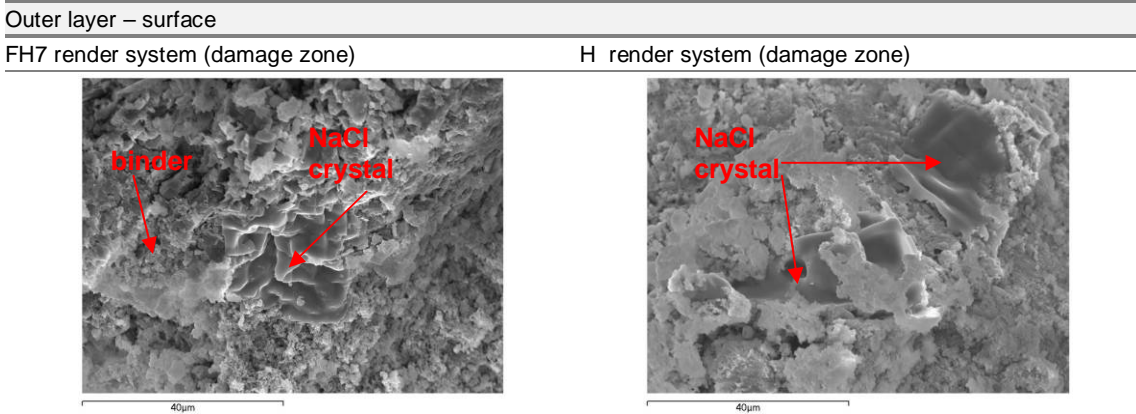 Outer layer – surface
FH7 render system (damage zone)
H render system (damage zone)
binder
NaCl
crystal
NaCl
crystal
40µm
40µm